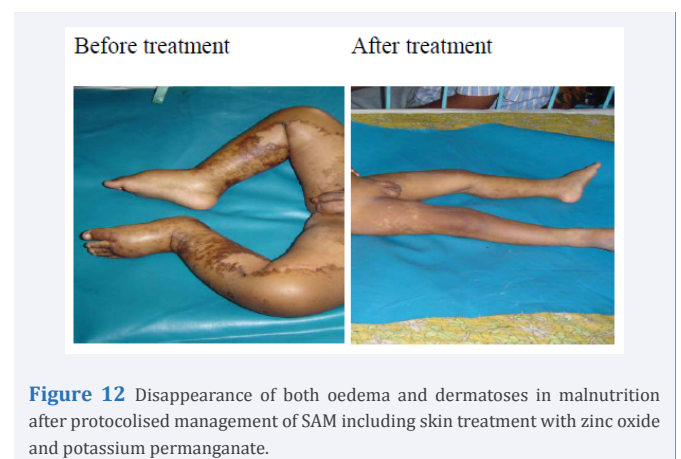 Before treatment After treatment
Figure 12 Disappearance of both oedema and dermatoses in malnutrition
after protocolised management of SAM including skin treatment with zinc oxide
and potassium permanganate.